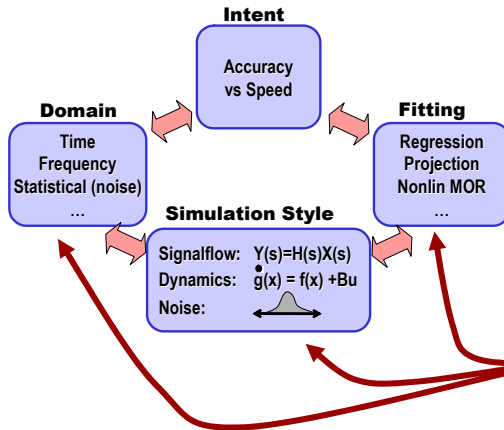 Intent
Accuracy
vs Speed
Domain
Time
Frequency
Statistical (noise)
…
Fitting
Regression
Projection
Nonlin MOR
…
Simulation Style
Signalflow: Y(s)=H(s)X(s)
Dynamics: ġ(x) = f(x) +Bu
Noise: